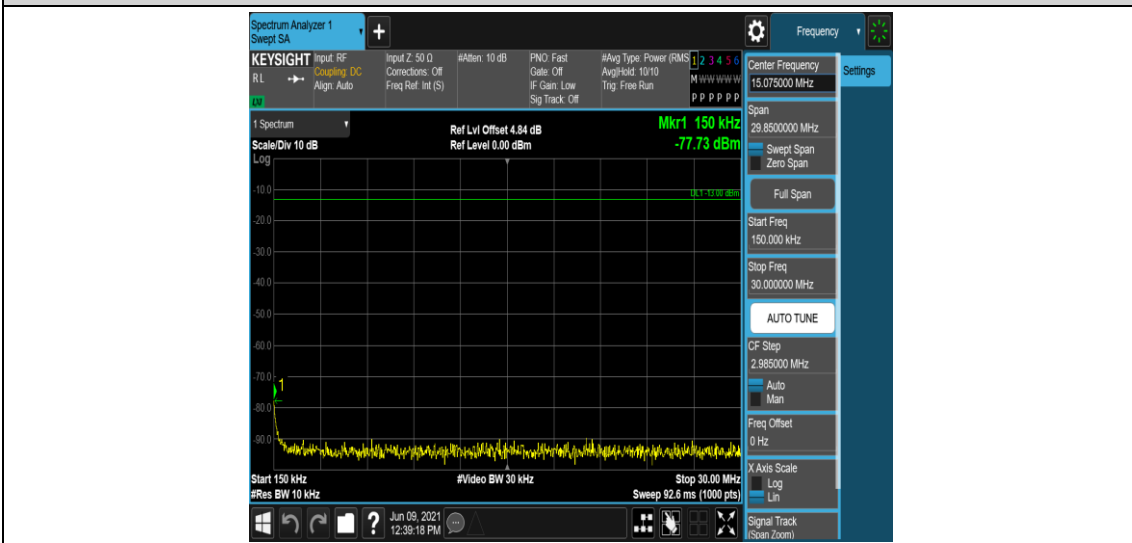 Spectrum Analyzer 1
Swept SA
+
Frequency
KEYSIGHT
RL
LXI
Input: RF
Coupling: DC
Align: Auto
Input Z: 50 Ω
Corrections: Off
Freq Ref: Int (S)
#Atten: 10 dB
PNO: Fast
Gate: Off
IF Gain: Low
Sig Track: Off
#Avg Type: Power (RMS
Avg|Hold: 10/10
Trig: Free Run
1 2 3 4 5 6
M W W W W W
P P P P P P
Center Frequency
15.075000 MHz
Settings
1 Spectrum
Scale/Div 10 dB
Log
Ref Lvl Offset 4.84 dB
Ref Level 0.00 dBm
Mkr1 150 kHz
-77.73 dBm
Span
29.8500000 MHz
Swept Span
Zero Span
-10.0
DL1 -13.00 dBm
Full Span
-20.0
Start Freq
150.000 kHz
-30.0
Stop Freq
30.000000 MHz
-40.0
-50.0
AUTO TUNE
-60.0
CF Step
2.985000 MHz
-70.0
1
Auto
Man
-80.0
Freq Offset
0 Hz
-90.0
X Axis Scale
Log
Lin
Start 150 kHz
#Video BW 30 kHz
Stop 30.00 MHz
#Res BW 10 kHz
Sweep 92.6 ms (1000 pts)
?
Jun 09, 2021
12:39:18 PM
Signal Track
(Span Zoom)